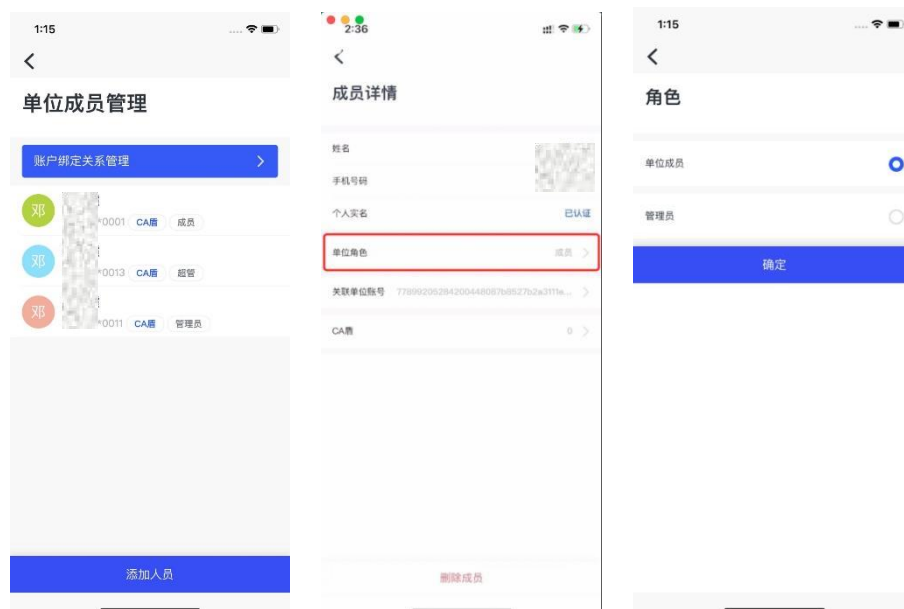 1:15
单位成员管理
账户绑定关系管理
邓
*0001 CA盾 成员
邓
*0013 CA盾 超管
邓
*0011 CA盾 管理员
添加人员
2:36
成员详情
姓名
手机号码
个人实名 已认证
单位角色 成员
关联单位账号
CA盾 0
删除成员
1:15
角色
单位成员
管理员
确定